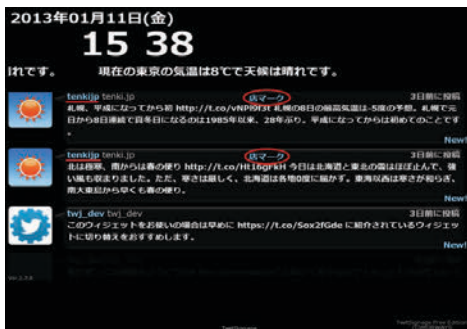 2013年01月11日(金)
15 38
れです。 現在の東京の気温は8℃で天候は晴れです。
tenkijp tenki.jp 店マーク 3日前に投稿
札幌、平成になってから初 http://t.co/vNPl9f3t 札幌の8日の最高気温は-5度の予想。札幌で元
日から8日連続で真冬日になるのは1985年以来、28年ぶり。平成になってからは初めてのことです
。
New!
tenkijp tenki.jp 店マーク 3日前に投稿
北は極寒、南からは春の便り http://t.co/Ht16grkH 今日は北海道と東北の雪はほぼ止んで、強
い風も収まりました。ただ、寒さは厳しく、北海道は各地0度に届かず。東海以西は寒さが和らぎ、
南大東島から早くも春の便り。
New!
twj_dev twj_dev 3日前に投稿
このウィジェットをお使いの場合は早めに https://t.co/Sox2fGde に紹介されているウィジェッ
トに切り替えをおすすめします。
New!